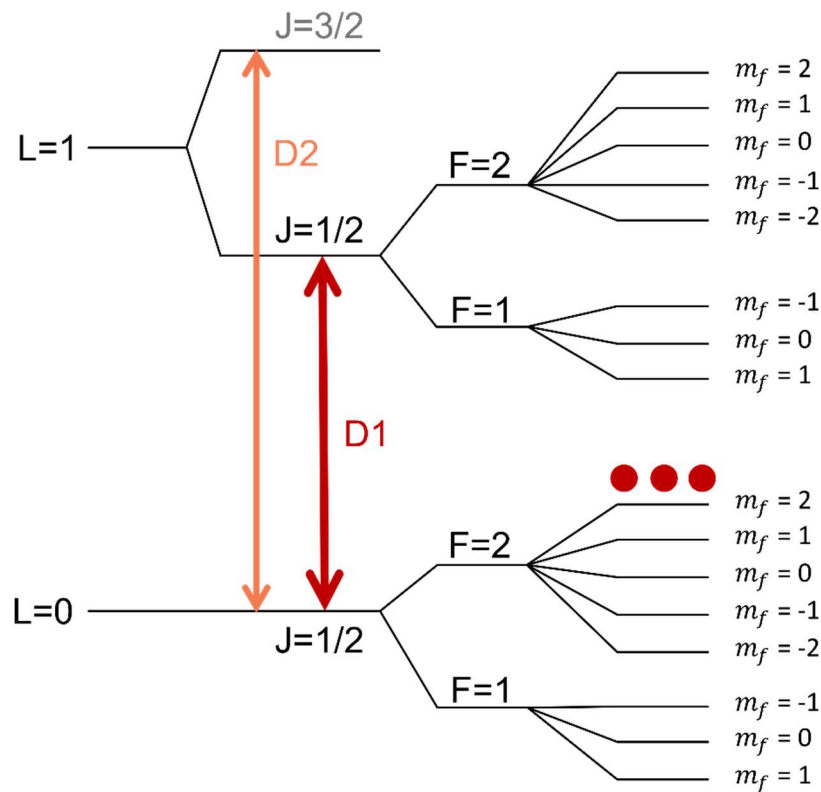 J=3/2
L=1
D2
J=1/2
F=2
m_f = 2
m_f = 1
m_f = 0
m_f = -1
m_f = -2
F=1
m_f = -1
m_f = 0
m_f = 1
D1
L=0
J=1/2
F=2
m_f = 2
m_f = 1
m_f = 0
m_f = -1
m_f = -2
F=1
m_f = -1
m_f = 0
m_f = 1